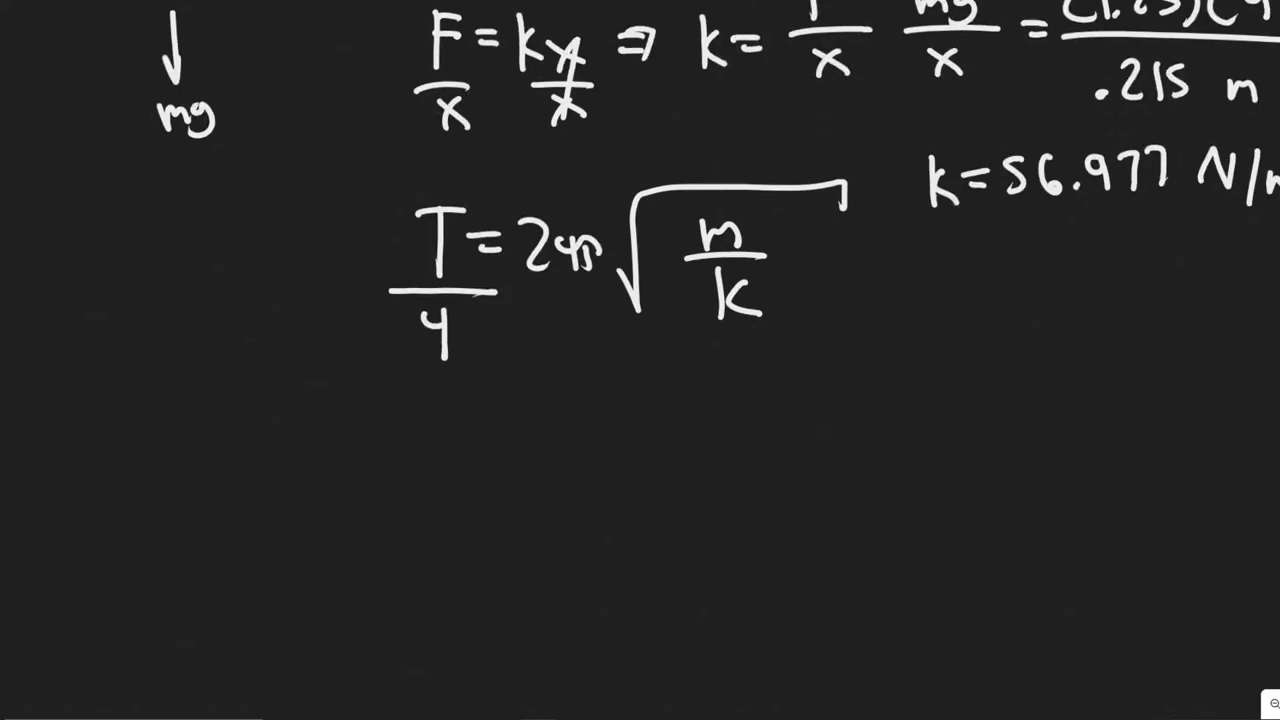 F/x = kx/x ⇒ k = F/x mg/x = (1.25)(9 / .215 m
mg
k = 56.977 N/m
T/4 = 2π √(m/k)